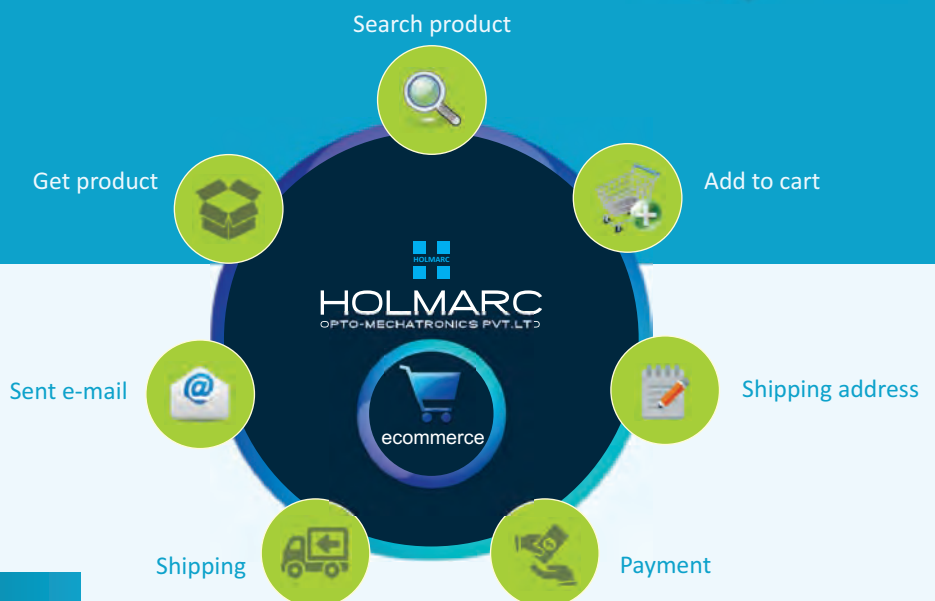 Search product
Get product
Add to cart
HOLMARC
HOLMARC
OPTO-MECHATRONICS PVT.LTD
Sent e-mail
@
Shipping address
ecommerce
Shipping
Payment